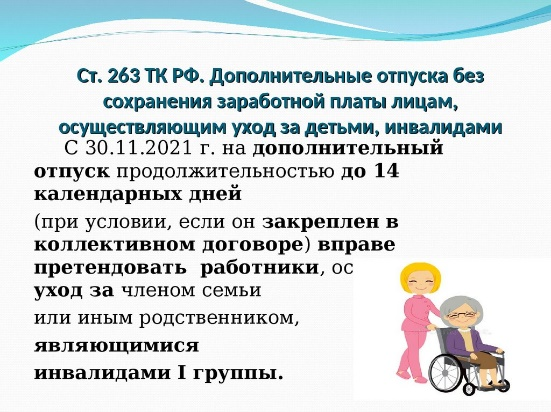 Ст. 263 ТК РФ. Дополнительные отпуска без
сохранения заработной платы лицам,
осуществляющим уход за детьми, инвалидами
С 30.11.2021 г. на дополнительный
отпуск продолжительностью до 14
календарных дней
(при условии, если он закреплен в
коллективном договоре) вправе
претендовать работники, ос
уход за членом семьи
или иным родственником,
являющимися
инвалидами I группы.